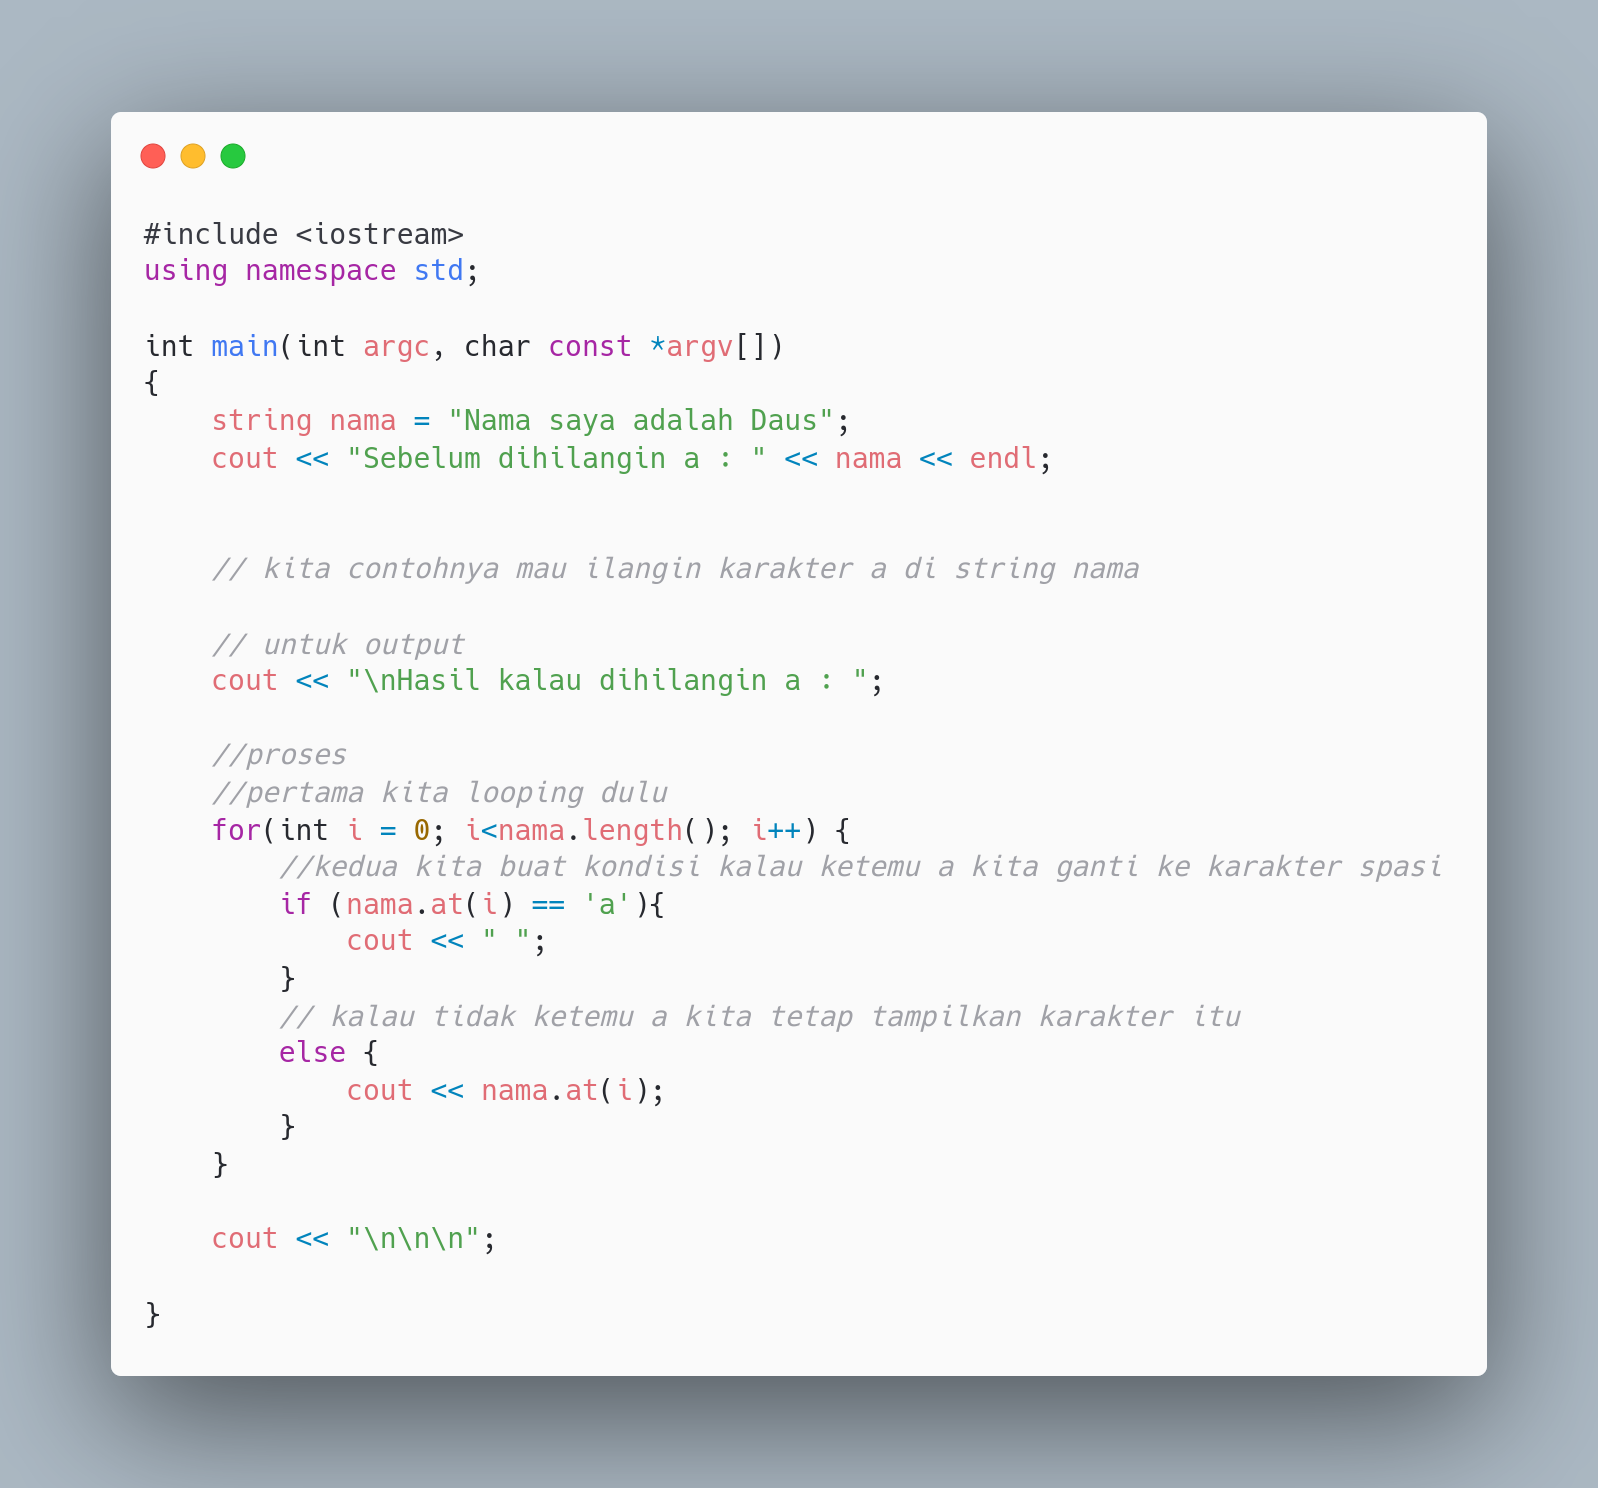 #include <iostream>
using namespace std;
int main(int argc, char const *argv[])
{
    string nama = "Nama saya adalah Daus";
    cout << "Sebelum dihilangin a : " << nama << endl;
    // kita contohnya mau ilangin karakter a di string nama
    // untuk output
    cout << "\nHasil kalau dihilangin a : ";
    //proses
    //pertama kita looping dulu
    for(int i = 0; i<nama.length(); i++) {
        //kedua kita buat kondisi kalau ketemu a kita ganti ke karakter spasi
        if (nama.at(i) == 'a'){
            cout << " ";
        }
        // kalau tidak ketemu a kita tetap tampilkan karakter itu
        else {
            cout << nama.at(i);
        }
    }
    cout << "\n\n\n";
}